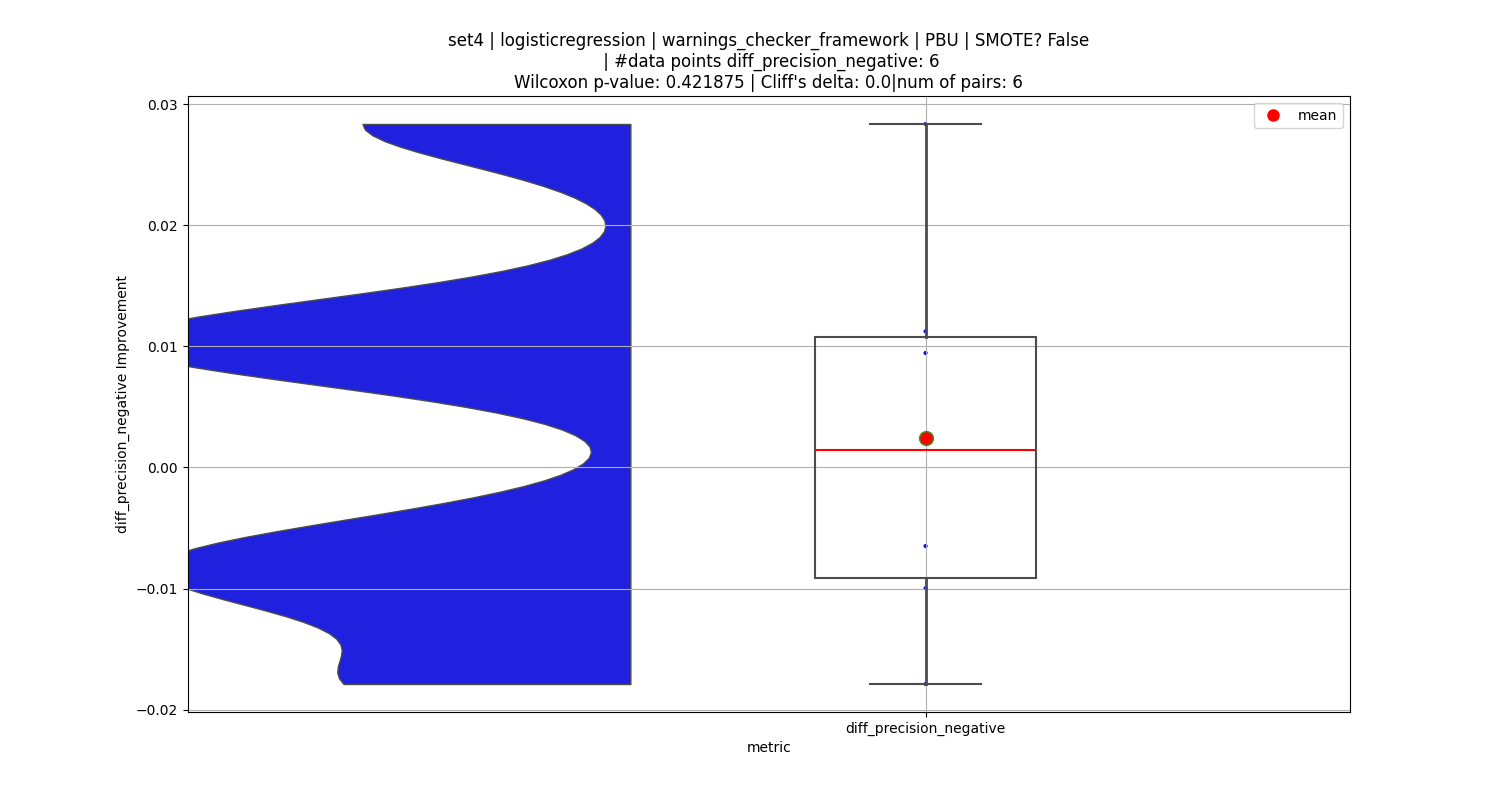 set4 | logisticregression | warnings_checker_framework | PBU | SMOTE? False
| #data points diff_precision_negative: 6
Wilcoxon p-value: 0.421875 | Cliff's delta: 0.0|num of pairs: 6
mean
0.03
0.02
0.01
0.00
−0.01
−0.02
diff_precision_negative Improvement
diff_precision_negative
metric